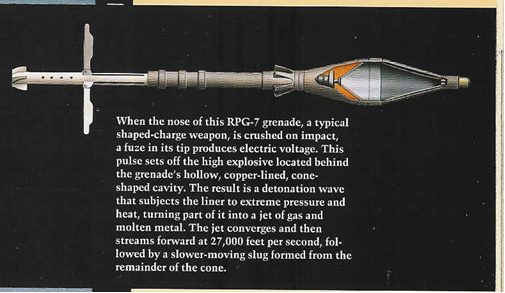 When the nose of this RPG-7 grenade, a typical
shaped-charge weapon, is crushed on impact,
a fuze in its tip produces electric voltage. This
pulse sets off the high explosive located behind
the grenade's hollow, copper-lined, cone-
shaped cavity. The result is a detonation wave
that subjects the liner to extreme pressure and
heat, turning part of it into a jet of gas and
molten metal. The jet converges and then
streams forward at 27,000 feet per second, fol-
lowed by a slower-moving slug formed from the
remainder of the cone.